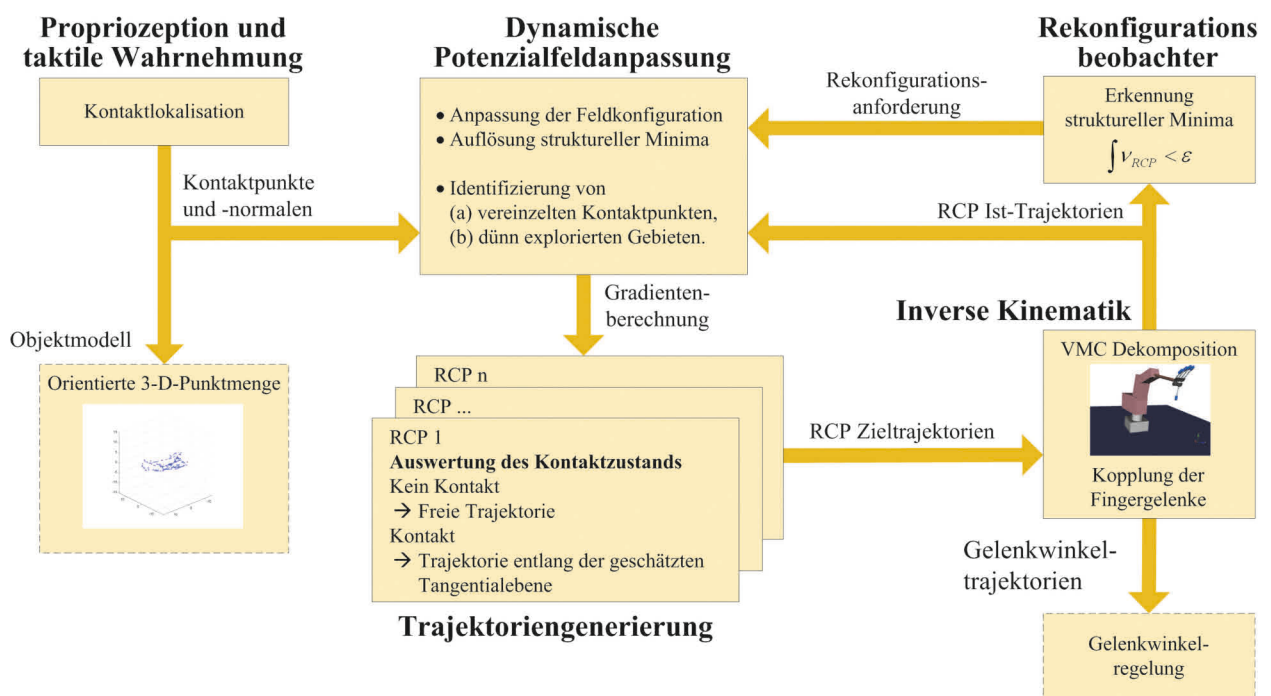 Propriozeption und
taktile Wahrnehmung
Kontaktlokalisation
Kontaktpunkte
und -normalen
Objektmodell
Orientierte 3-D-Punktmenge
Dynamische
Potenzialfeldanpassung
• Anpassung der Feldkonfiguration
• Auflösung struktureller Minima
• Identifizierung von
(a) vereinzelten Kontaktpunkten,
(b) dünn explorierten Gebieten.
Gradienten-
berechnung
RCP n
RCP ...
RCP 1
Auswertung des Kontaktzustands
Kein Kontakt
→ Freie Trajektorie
Kontakt
→ Trajektorie entlang der geschätzten
Tangentialebene
Trajektoriengenerierung
Rekonfigurations-
anforderung
RCP Ist-Trajektorien
RCP Zieltrajektorien
Rekonfigurations
beobachter
Erkennung
struktureller Minima
∫ν_RCP < ε
Inverse Kinematik
VMC Dekomposition
Kopplung der
Fingergelenke
Gelenkwinkel-
trajektorien
Gelenkwinkel-
regelung